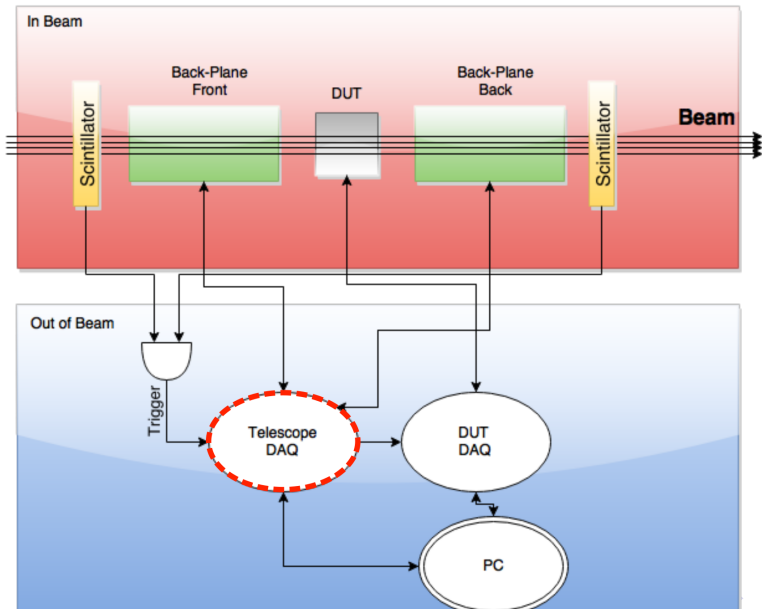 In Beam
Back-Plane
Front
DUT
Back-Plane
Back
Beam
Scintillator
Scintillator
Out of Beam
Trigger
Telescope
DAQ
DUT
DAQ
PC